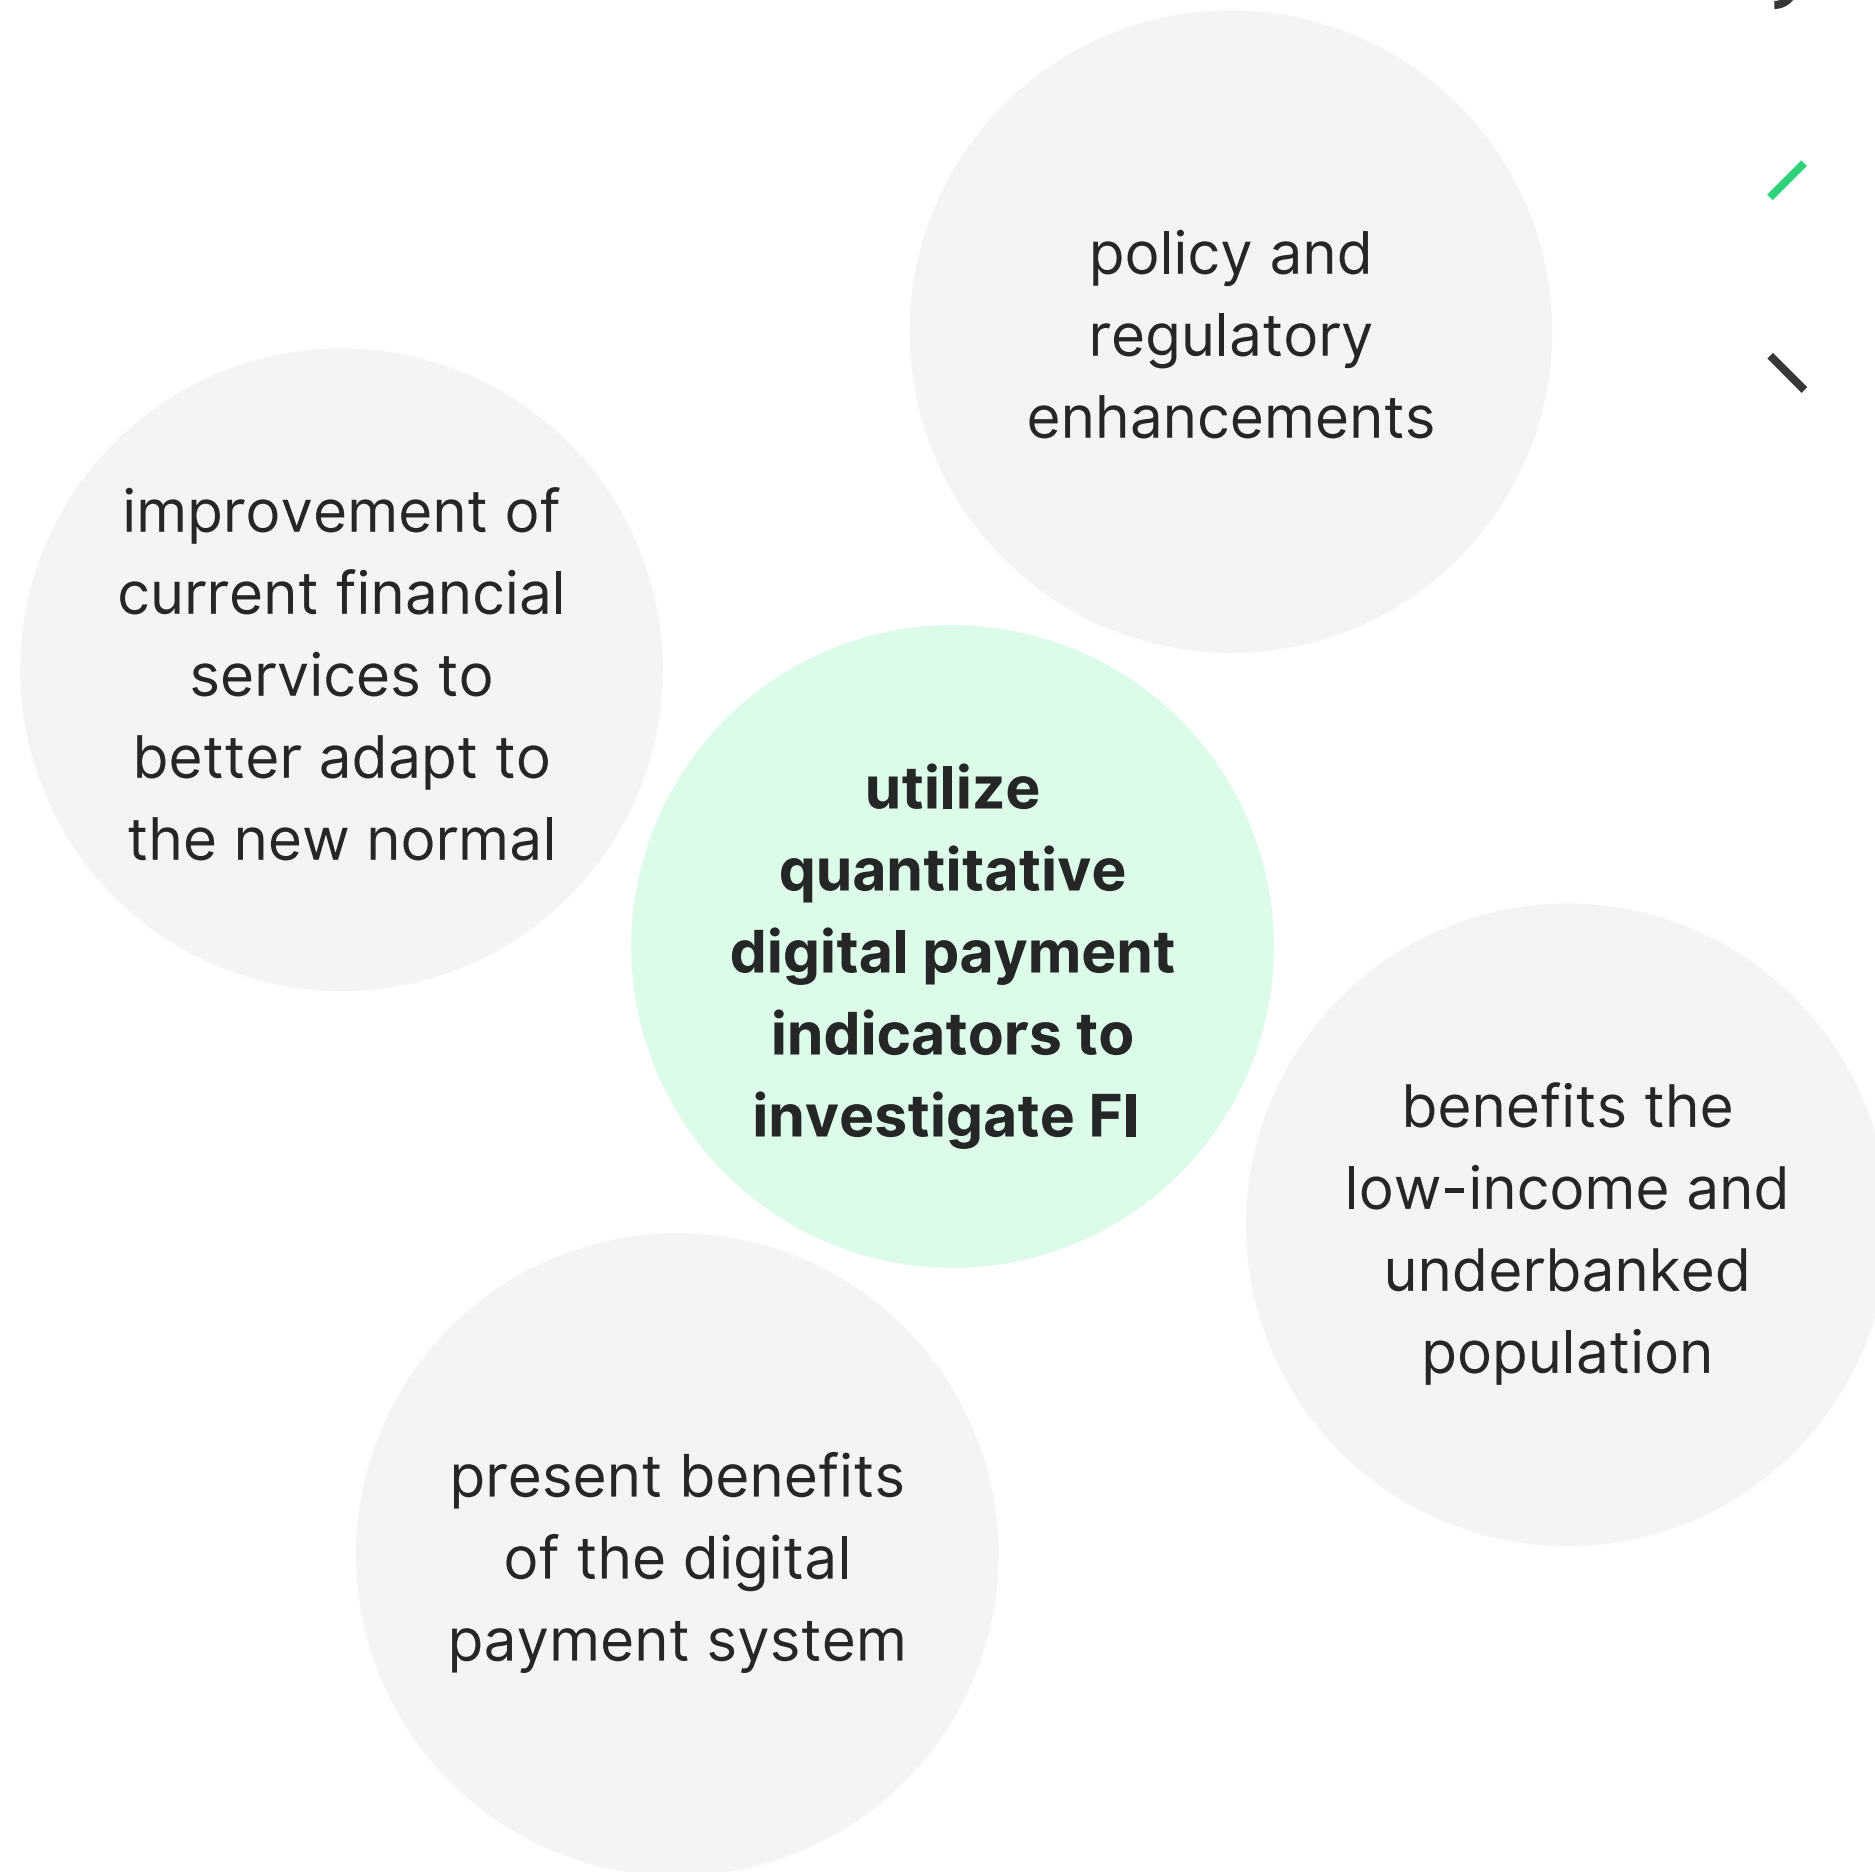 policy and
regulatory
enhancements
improvement of
current financial
services to
better adapt to
the new normal
utilize
quantitative
digital payment
indicators to
investigate FI
benefits the
low-income and
underbanked
population
present benefits
of the digital
payment system